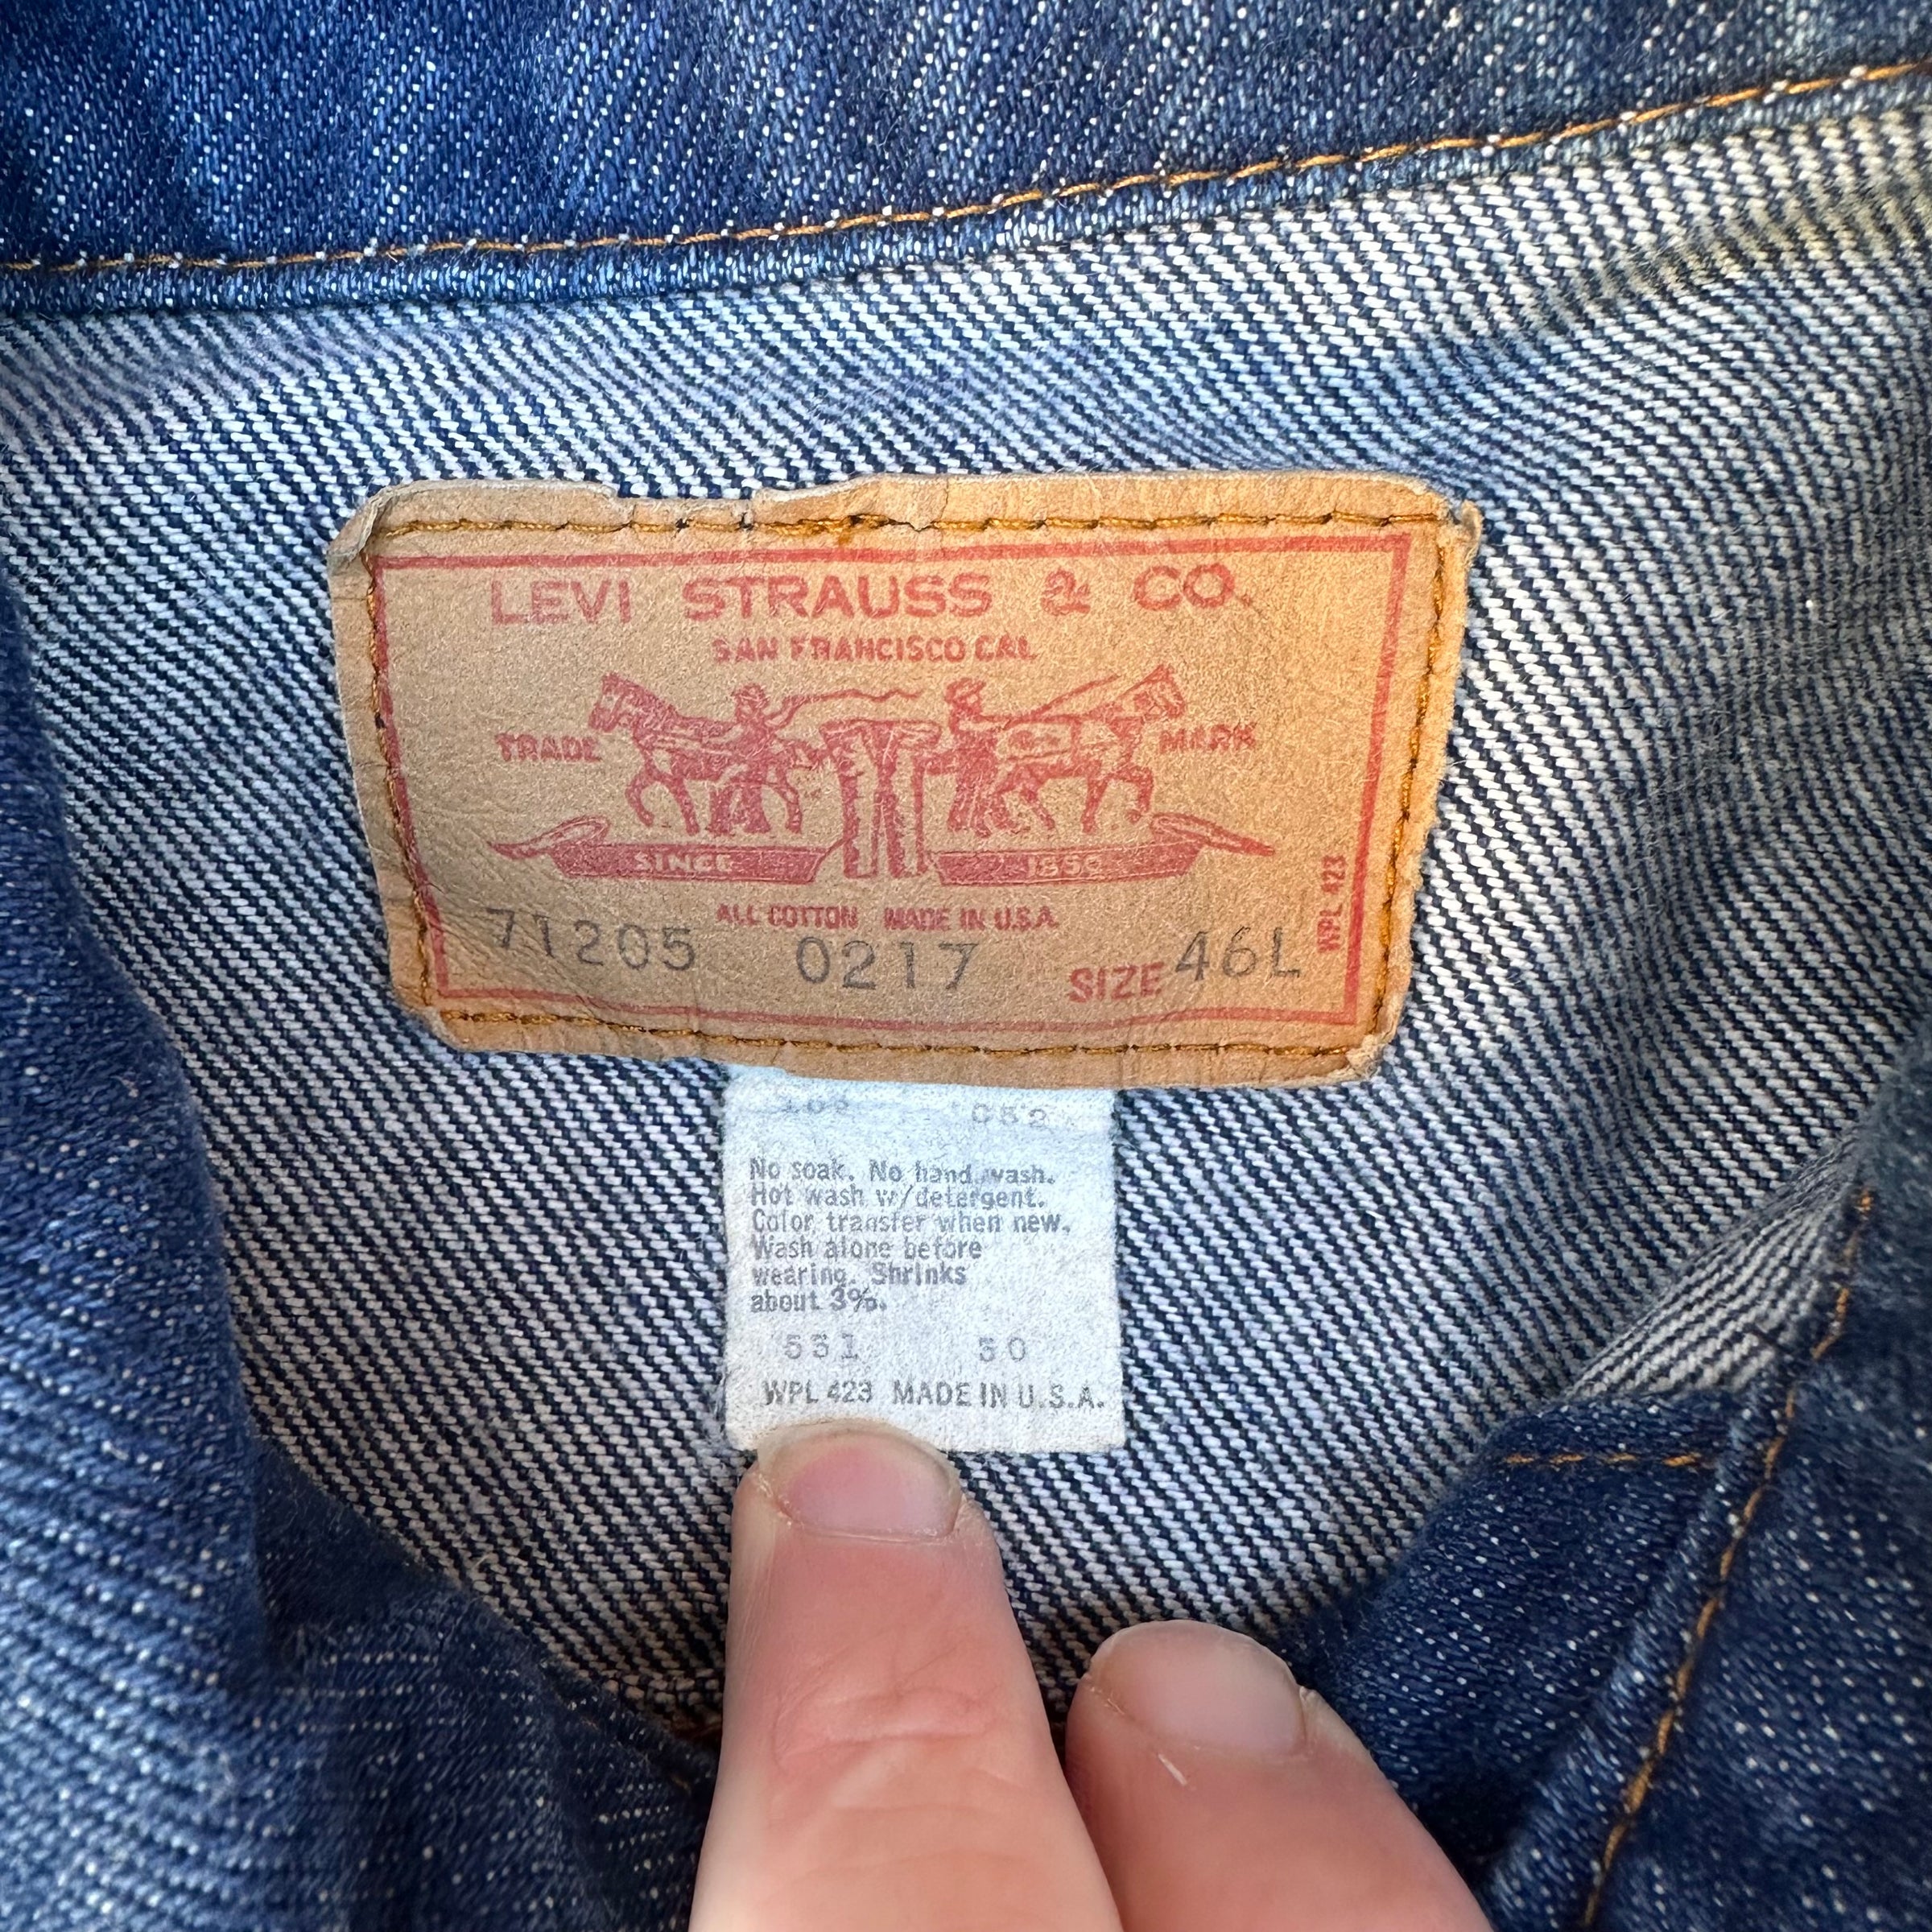 LEVI STRAUSS & CO.
SAN FRANCISCO CAL
TRADE MARK
SINCE 1850
ALL COTTON MADE IN U.S.A.
71205 0217 SIZE 46L
WPL 423
No soak. No hand wash.
Hot wash w/detergent.
Color transfer when new.
Wash alone before
wearing. Shrinks
about 3%.
531 50
WPL 423 MADE IN U.S.A.